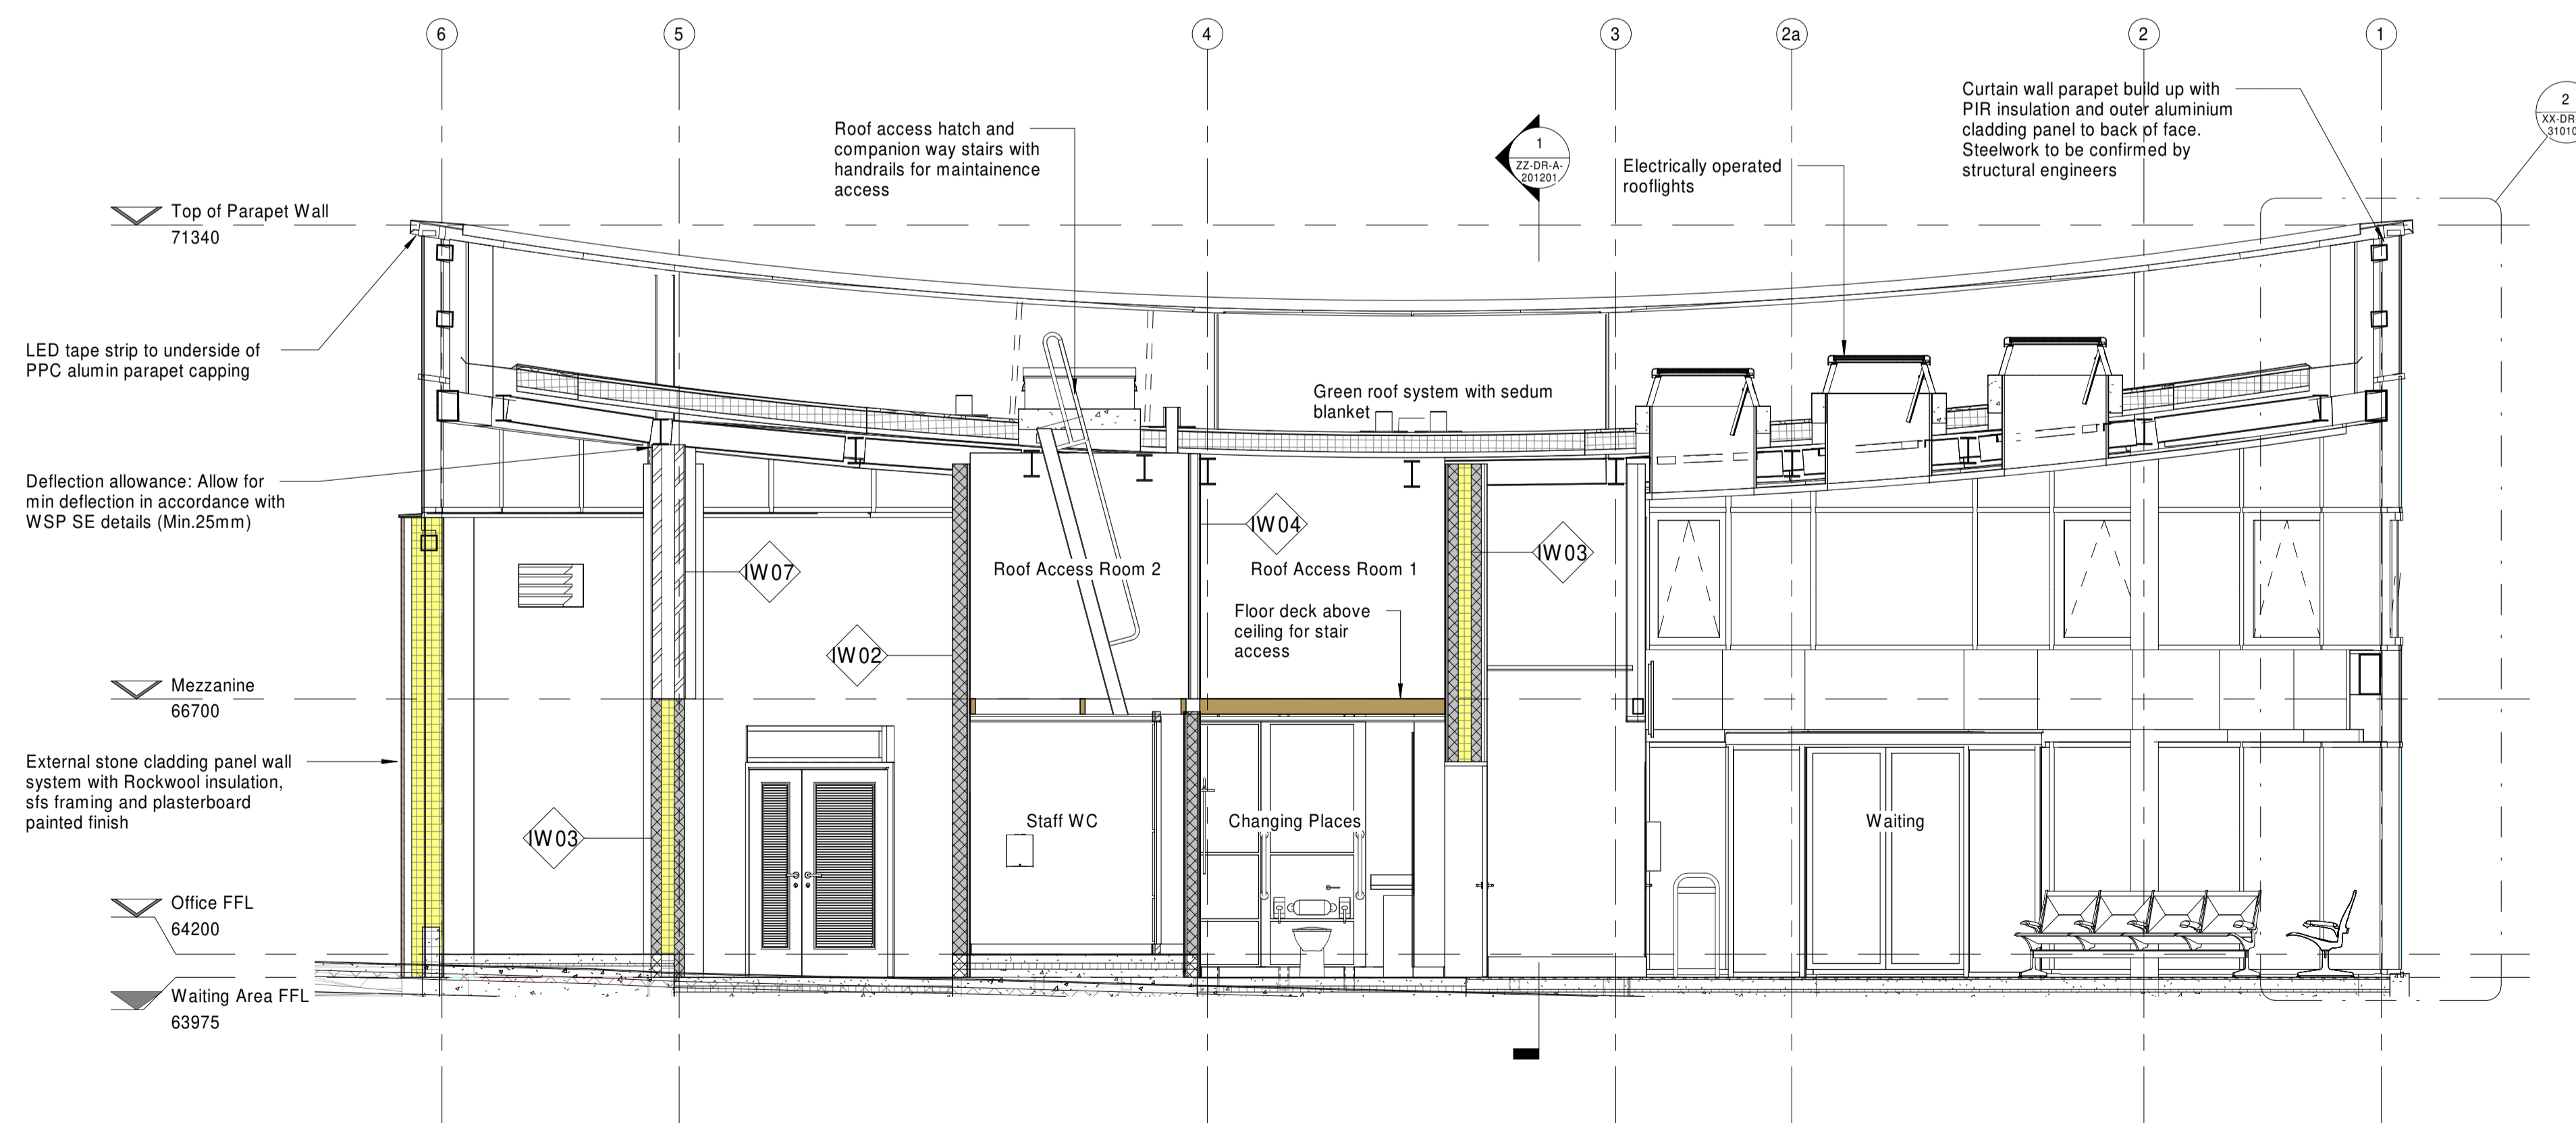 6
5
4
3
2a
2
1
Curtain wall parapet build up with
PIR insulation and outer aluminium
cladding panel to back of face.
Steelwork to be confirmed by
structural engineers
2
XX-DR
31010
Roof access hatch and
companion way stairs with
handrails for maintainence
access
1
ZZ-DR-A-
201201
Electrically operated
rooflights
Top of Parapet Wall
71340
LED tape strip to underside of
PPC alumin parapet capping
Green roof system with sedum
blanket
Deflection allowance: Allow for
min deflection in accordance with
WSP SE details (Min.25mm)
IW04
IW03
IW07
Roof Access Room 2
Roof Access Room 1
Floor deck above
ceiling for stair
access
IW02
Mezzanine
66700
External stone cladding panel wall
system with Rockwool insulation,
sfs framing and plasterboard
painted finish
IW03
Staff WC
Changing Places
Waiting
Office FFL
64200
Waiting Area FFL
63975